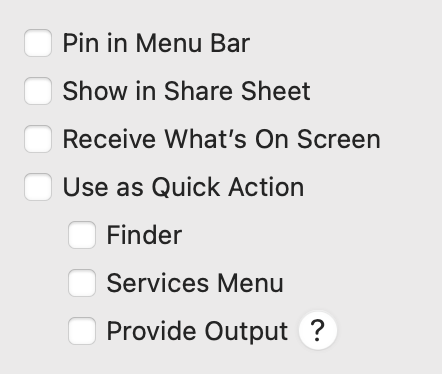 Pin in Menu Bar
Show in Share Sheet
Receive What's On Screen
Use as Quick Action
Finder
Services Menu
Provide Output ?